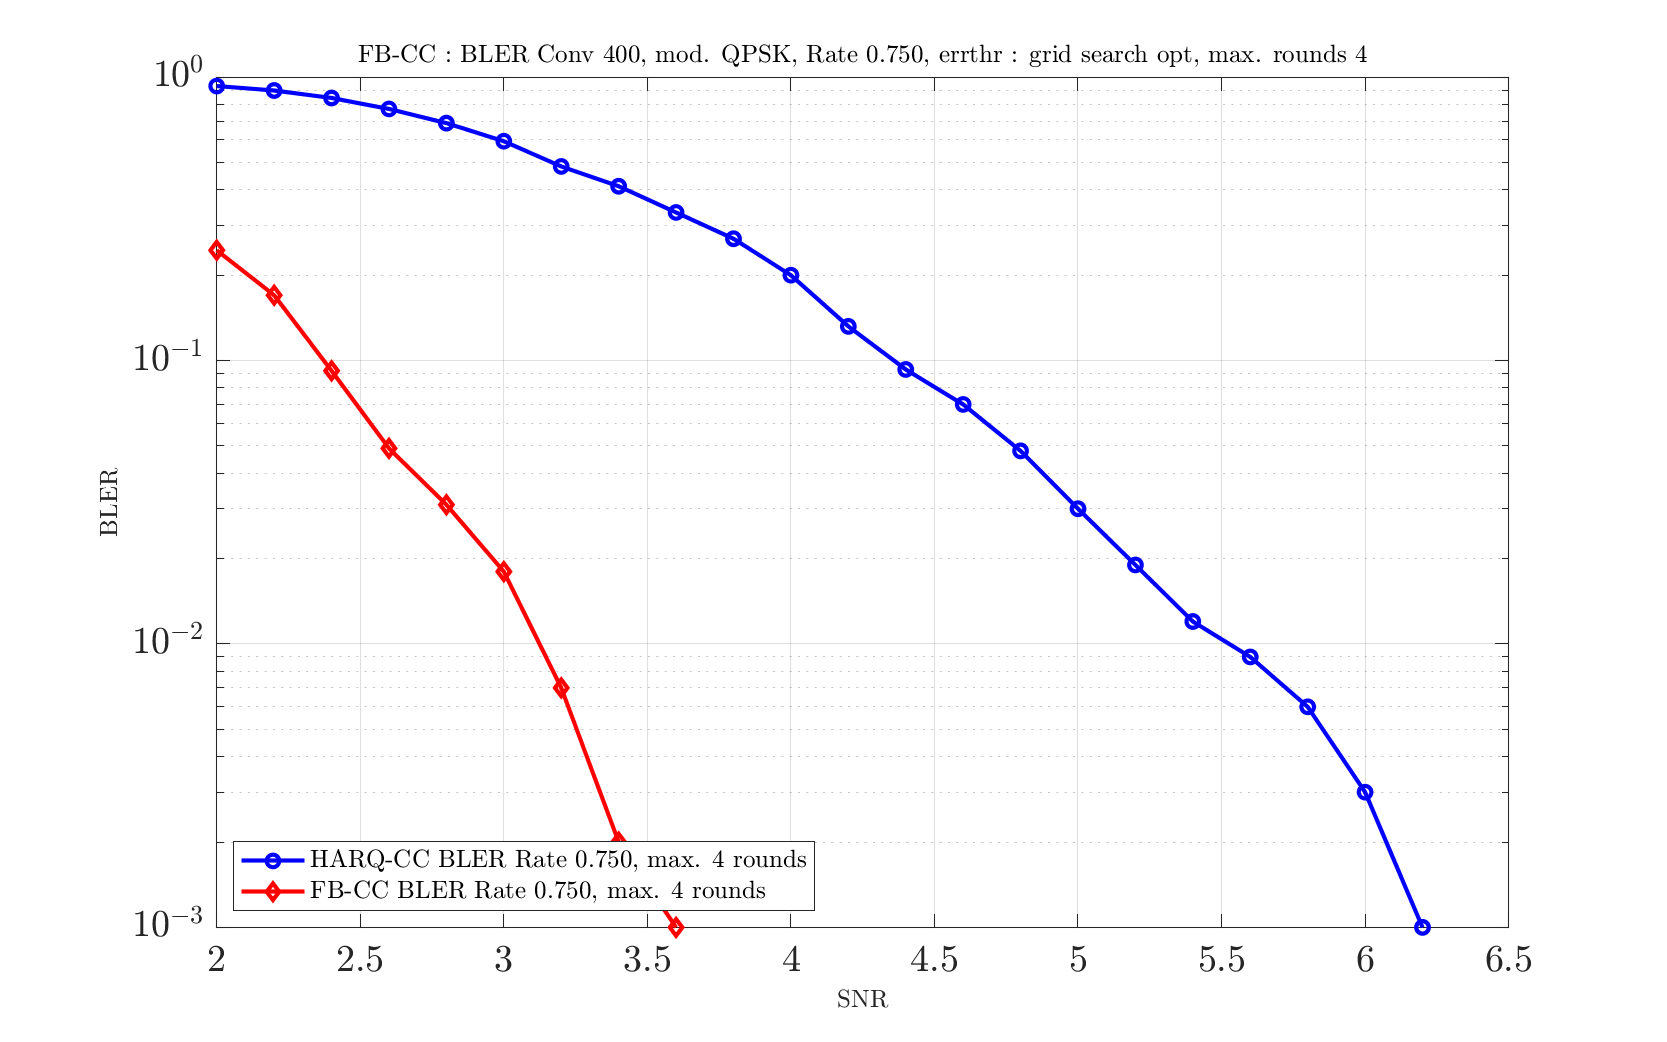 FB-CC : BLER Conv 400, mod. QPSK, Rate 0.750, errthr : grid search opt, max. rounds 4
10^0
10^-1
10^-2
10^-3
BLER
HARQ-CC BLER Rate 0.750, max. 4 rounds
FB-CC BLER Rate 0.750, max. 4 rounds
2 2.5 3 3.5 4 4.5 5 5.5 6 6.5
SNR